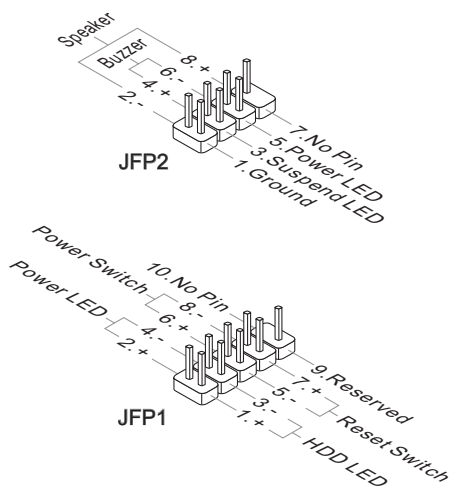 Speaker
Buzzer
8.+
6.-
4.+
2.-
7.No Pin
5.Power LED
3.Suspend LED
1.Ground
JFP2
Power Switch
Power LED
10.No Pin
8.-
6.+
4.-
2.+
9.Reserved
7.+
5.-
3.-
1.+
Reset Switch
HDD LED
JFP1